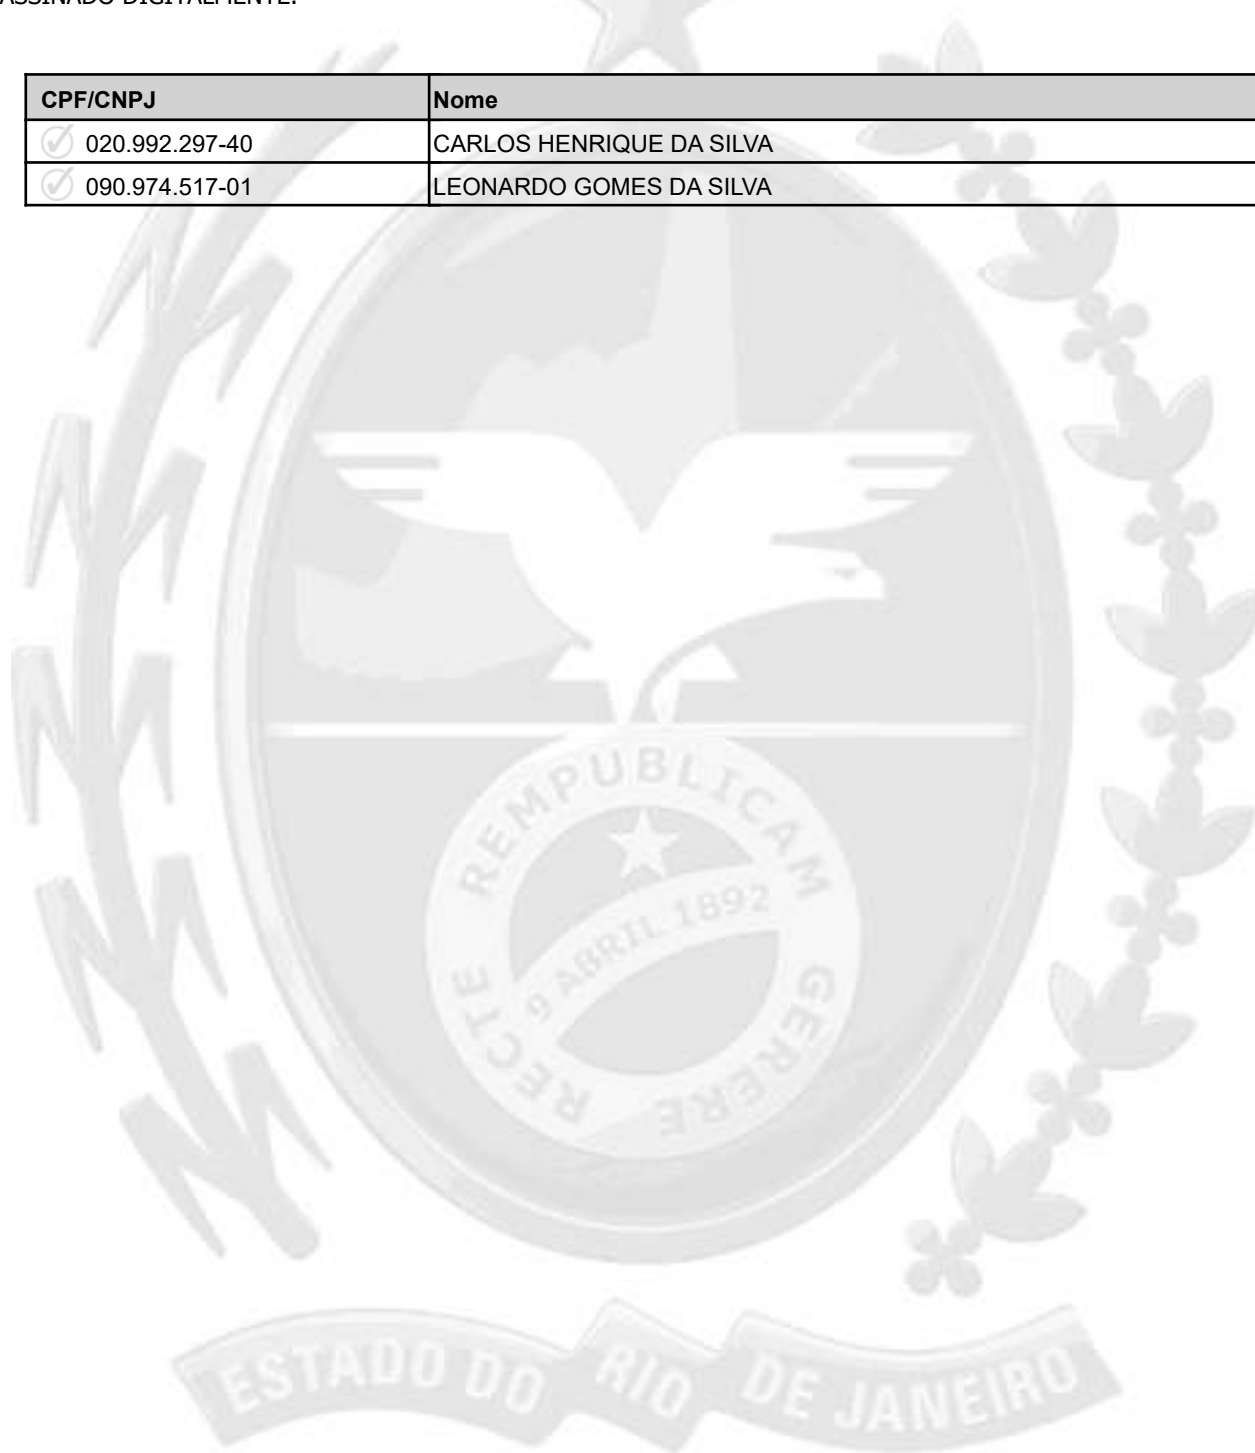 ASSINADO DIGITALMENTE.
CPF/CNPJ Nome
020.992.297-40 CARLOS HENRIQUE DA SILVA
090.974.517-01 LEONARDO GOMES DA SILVA
RECTE REMPUBLICAM GERERE
9 ABRIL 1892
ESTADO DO RIO DE JANEIRO